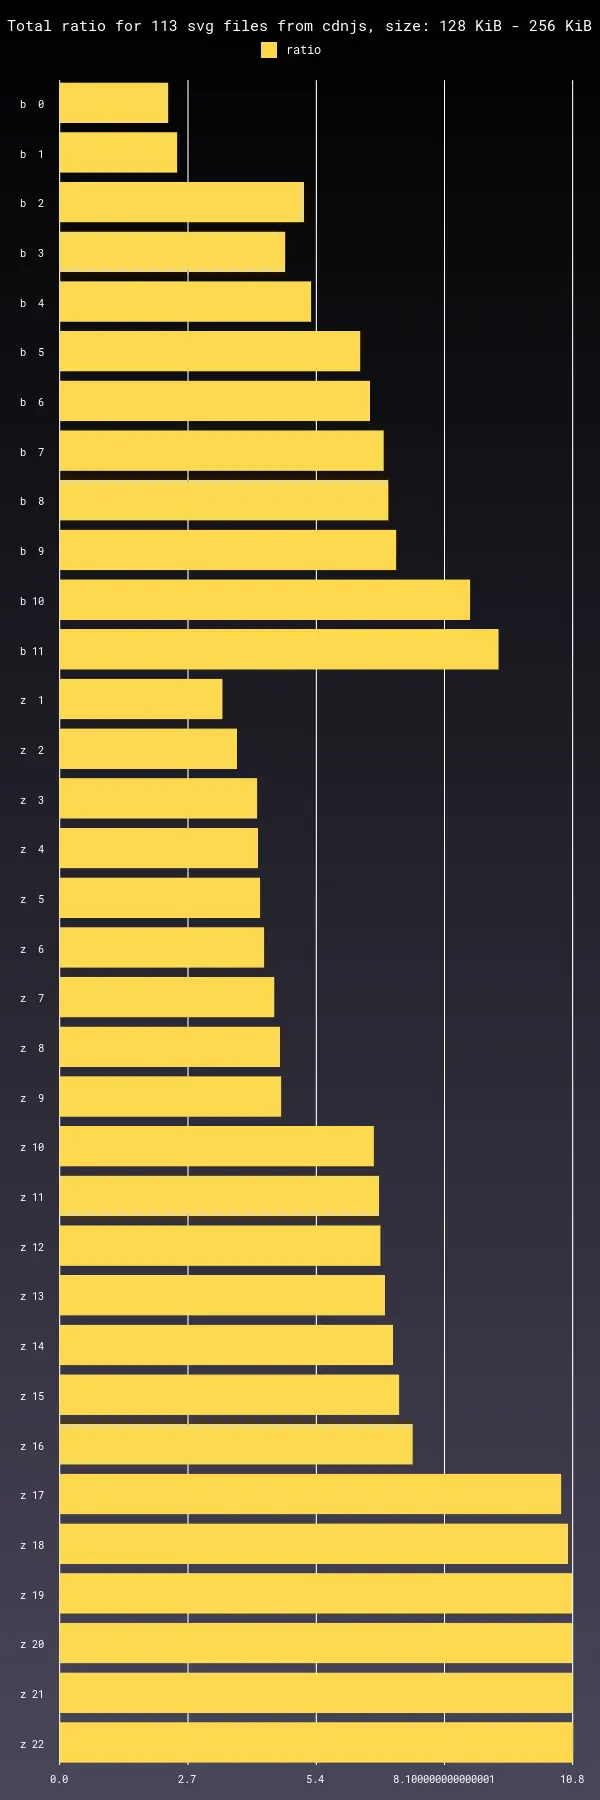 Total ratio for 113 svg files from cdnjs, size: 128 KiB - 256 KiB
ratio
b 0
b 1
b 2
b 3
b 4
b 5
b 6
b 7
b 8
b 9
b 10
b 11
z 1
z 2
z 3
z 4
z 5
z 6
z 7
z 8
z 9
z 10
z 11
z 12
z 13
z 14
z 15
z 16
z 17
z 18
z 19
z 20
z 21
z 22
0.0 2.7 5.4 8.100000000000001 10.8